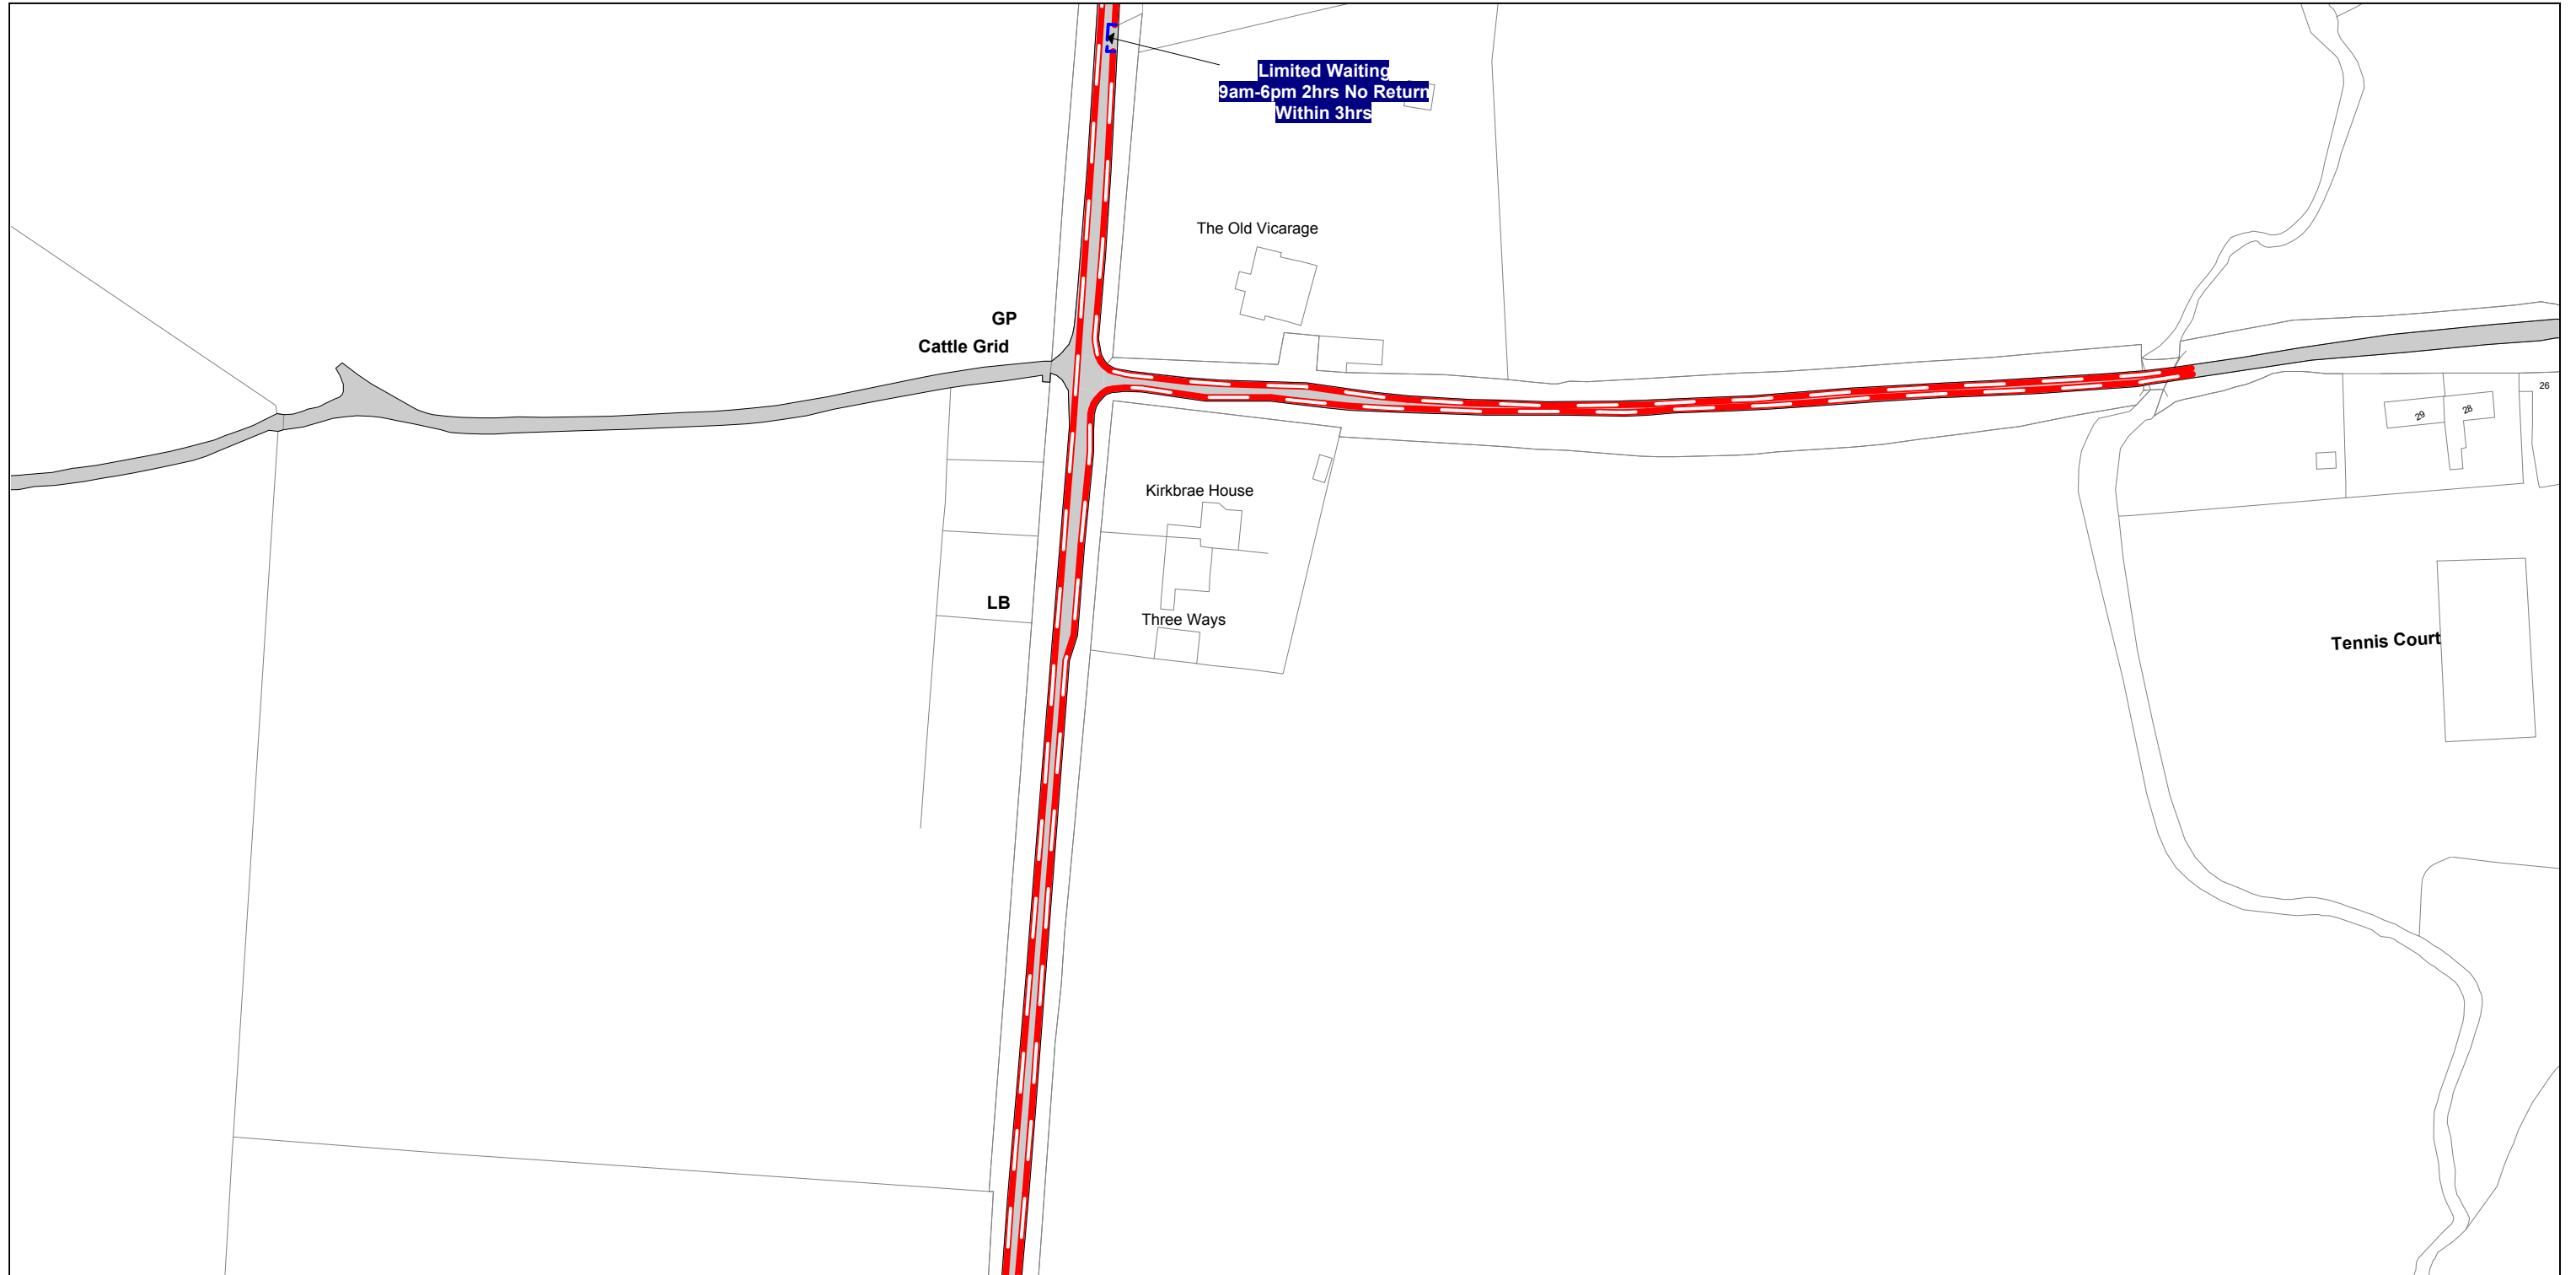 Limited Waiting
9am-6pm 2hrs No Return
Within 3hrs
The Old Vicarage
GP
Cattle Grid
26
29
28
Kirkbrae House
LB
Three Ways
Tennis Court